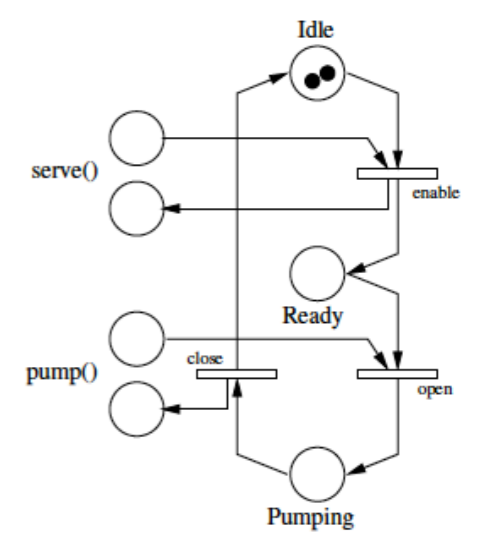 Idle
serve()
enable
Ready
close
pump()
open
Pumping